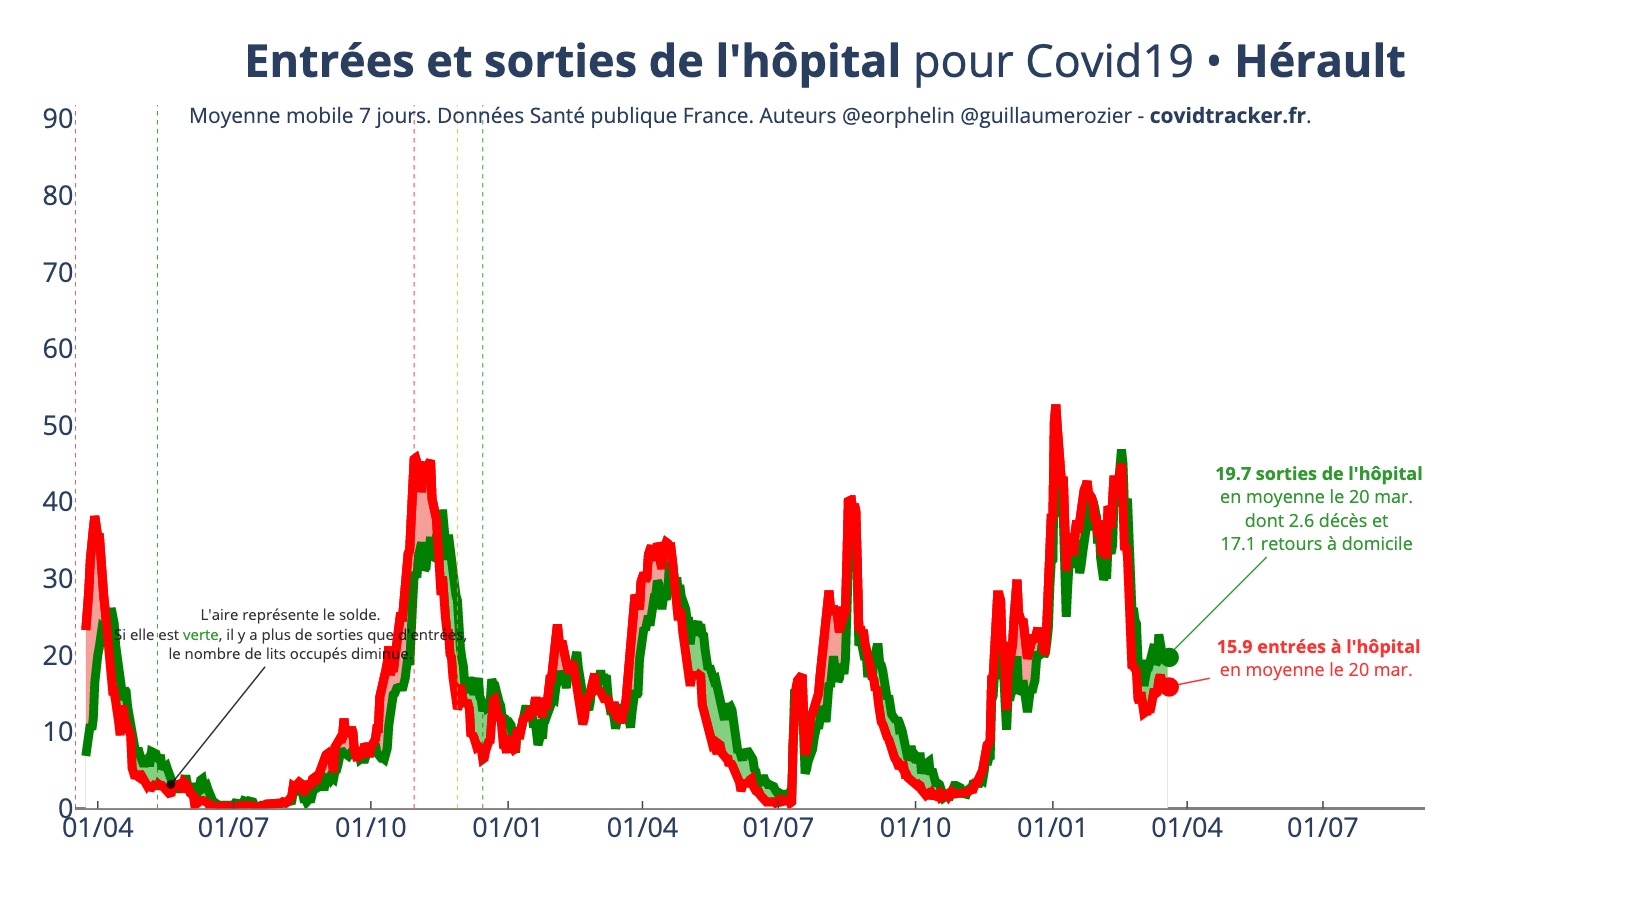 Entrées et sorties de l'hôpital pour Covid19 • Hérault
Moyenne mobile 7 jours. Données Santé publique France. Auteurs @eorphelin @guillaumerozier - covidtracker.fr.
90
80
70
60
50
40
30
20
10
0
L'aire représente le solde.
Si elle est verte, il y a plus de sorties que d'entrées,
le nombre de lits occupés diminue.
19.7 sorties de l'hôpital
en moyenne le 20 mar.
dont 2.6 décès et
17.1 retours à domicile
15.9 entrées à l'hôpital
en moyenne le 20 mar.
01/04 01/07 01/10 01/01 01/04 01/07 01/10 01/01 01/04 01/07